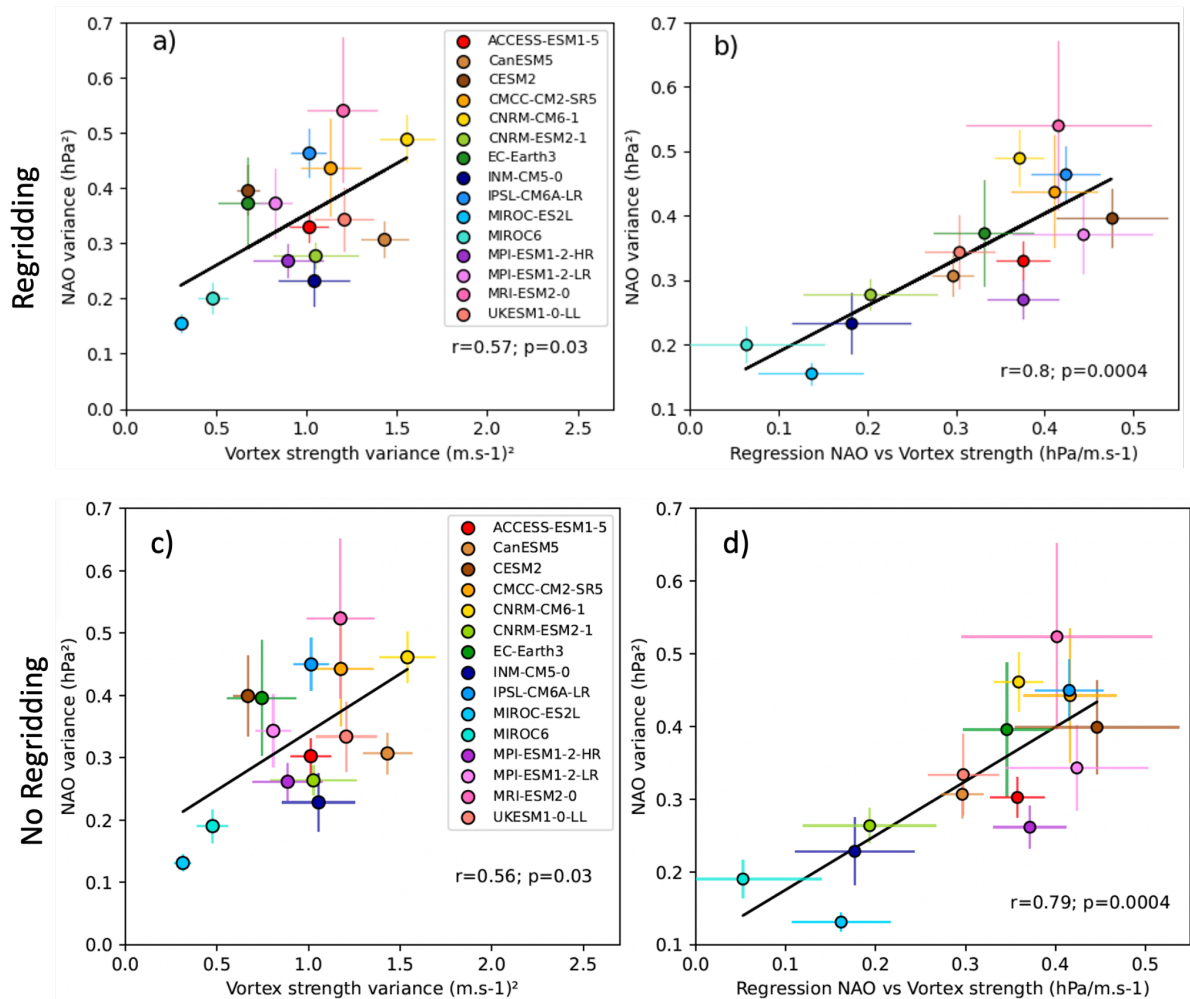 Regridding
a)
NAO variance (hPa²)
0.7
0.6
0.5
0.4
0.3
0.2
0.1
0.0
ACCESS-ESM1-5
CanESM5
CESM2
CMCC-CM2-SR5
CNRM-CM6-1
CNRM-ESM2-1
EC-Earth3
INM-CM5-0
IPSL-CM6A-LR
MIROC-ES2L
MIROC6
MPI-ESM1-2-HR
MPI-ESM1-2-LR
MRI-ESM2-0
UKESM1-0-LL
r=0.57; p=0.03
0.0 0.5 1.0 1.5 2.0 2.5
Vortex strength variance (m.s-1)²
b)
NAO variance (hPa²)
0.7
0.6
0.5
0.4
0.3
0.2
0.1
r=0.8; p=0.0004
0.0 0.1 0.2 0.3 0.4 0.5
Regression NAO vs Vortex strength (hPa/m.s-1)
No Regridding
c)
NAO variance (hPa²)
0.7
0.6
0.5
0.4
0.3
0.2
0.1
0.0
ACCESS-ESM1-5
CanESM5
CESM2
CMCC-CM2-SR5
CNRM-CM6-1
CNRM-ESM2-1
EC-Earth3
INM-CM5-0
IPSL-CM6A-LR
MIROC-ES2L
MIROC6
MPI-ESM1-2-HR
MPI-ESM1-2-LR
MRI-ESM2-0
UKESM1-0-LL
r=0.56; p=0.03
0.0 0.5 1.0 1.5 2.0 2.5
Vortex strength variance (m.s-1)²
d)
NAO variance (hPa²)
0.7
0.6
0.5
0.4
0.3
0.2
0.1
r=0.79; p=0.0004
0.0 0.1 0.2 0.3 0.4 0.5
Regression NAO vs Vortex strength (hPa/m.s-1)